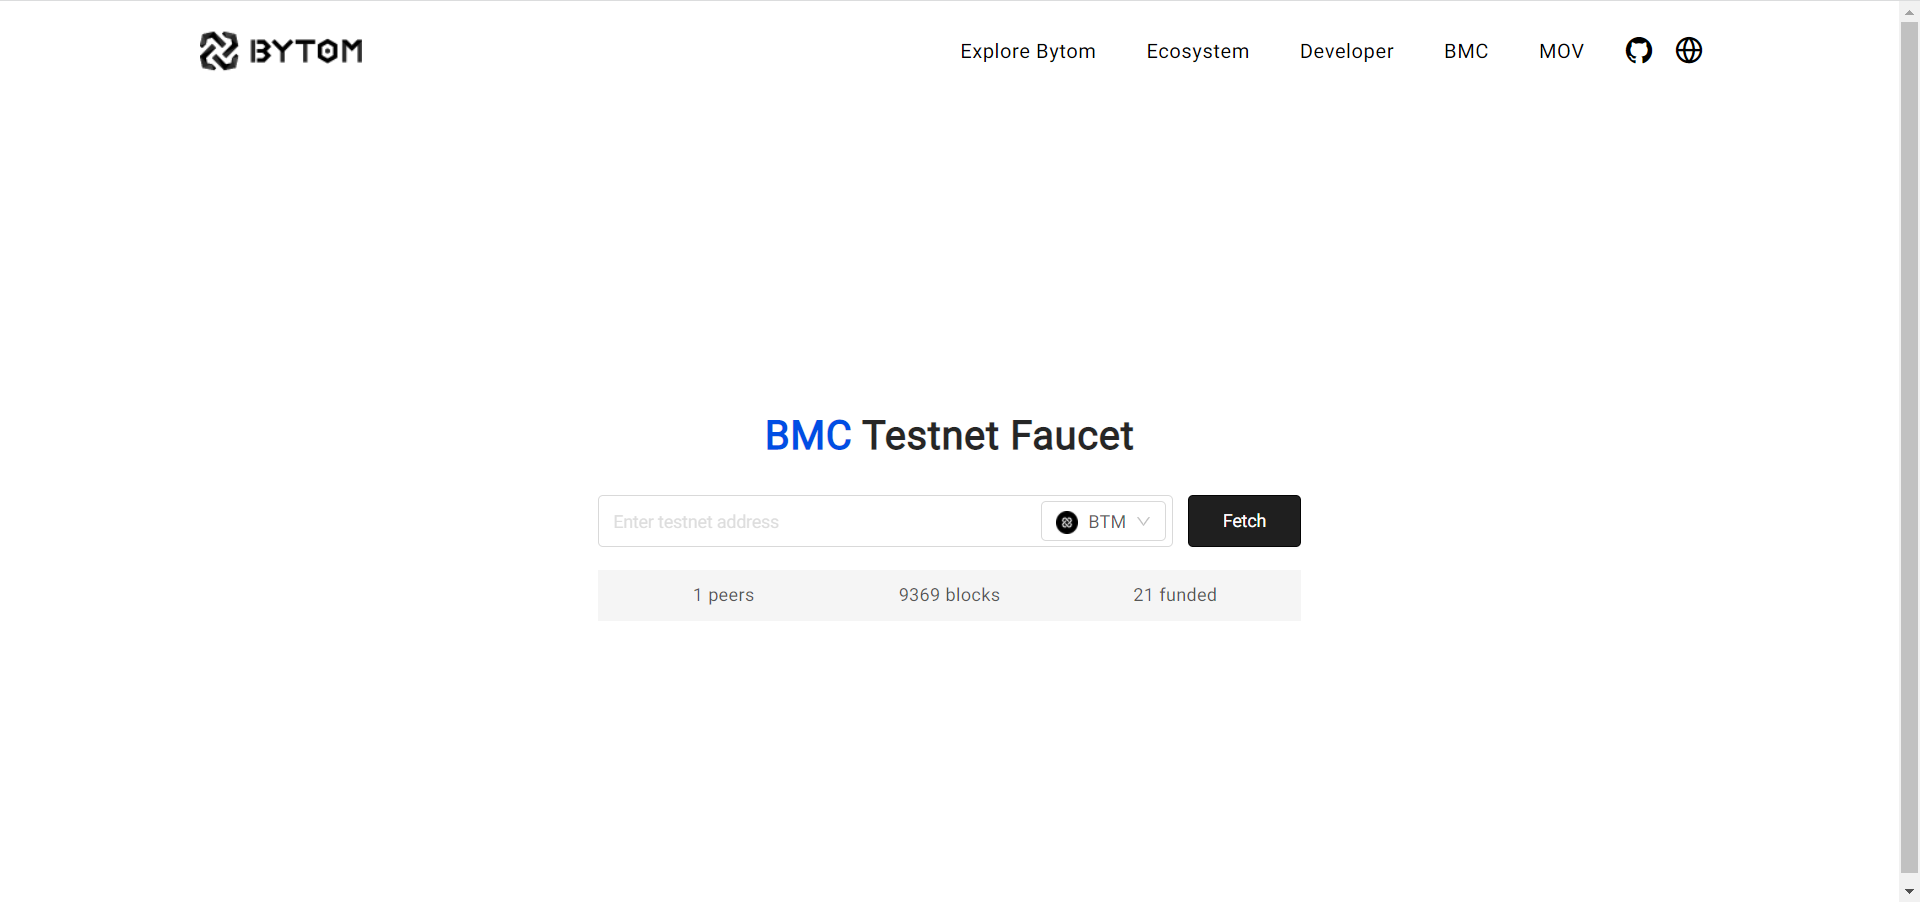 BYTOM
Explore Bytom Ecosystem Developer BMC MOV
BMC Testnet Faucet
Enter testnet address BTM Fetch
1 peers 9369 blocks 21 funded